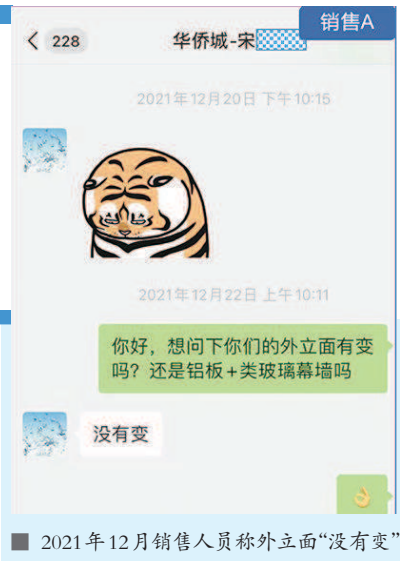 销售A
228
华侨城-宋
2021年12月20日 下午10:15
2021年12月22日 上午10:11
你好，想问下你们的外立面有变
吗？还是铝板+类玻璃幕墙吗
没有变
2021年12月销售人员称外立面“没有变”